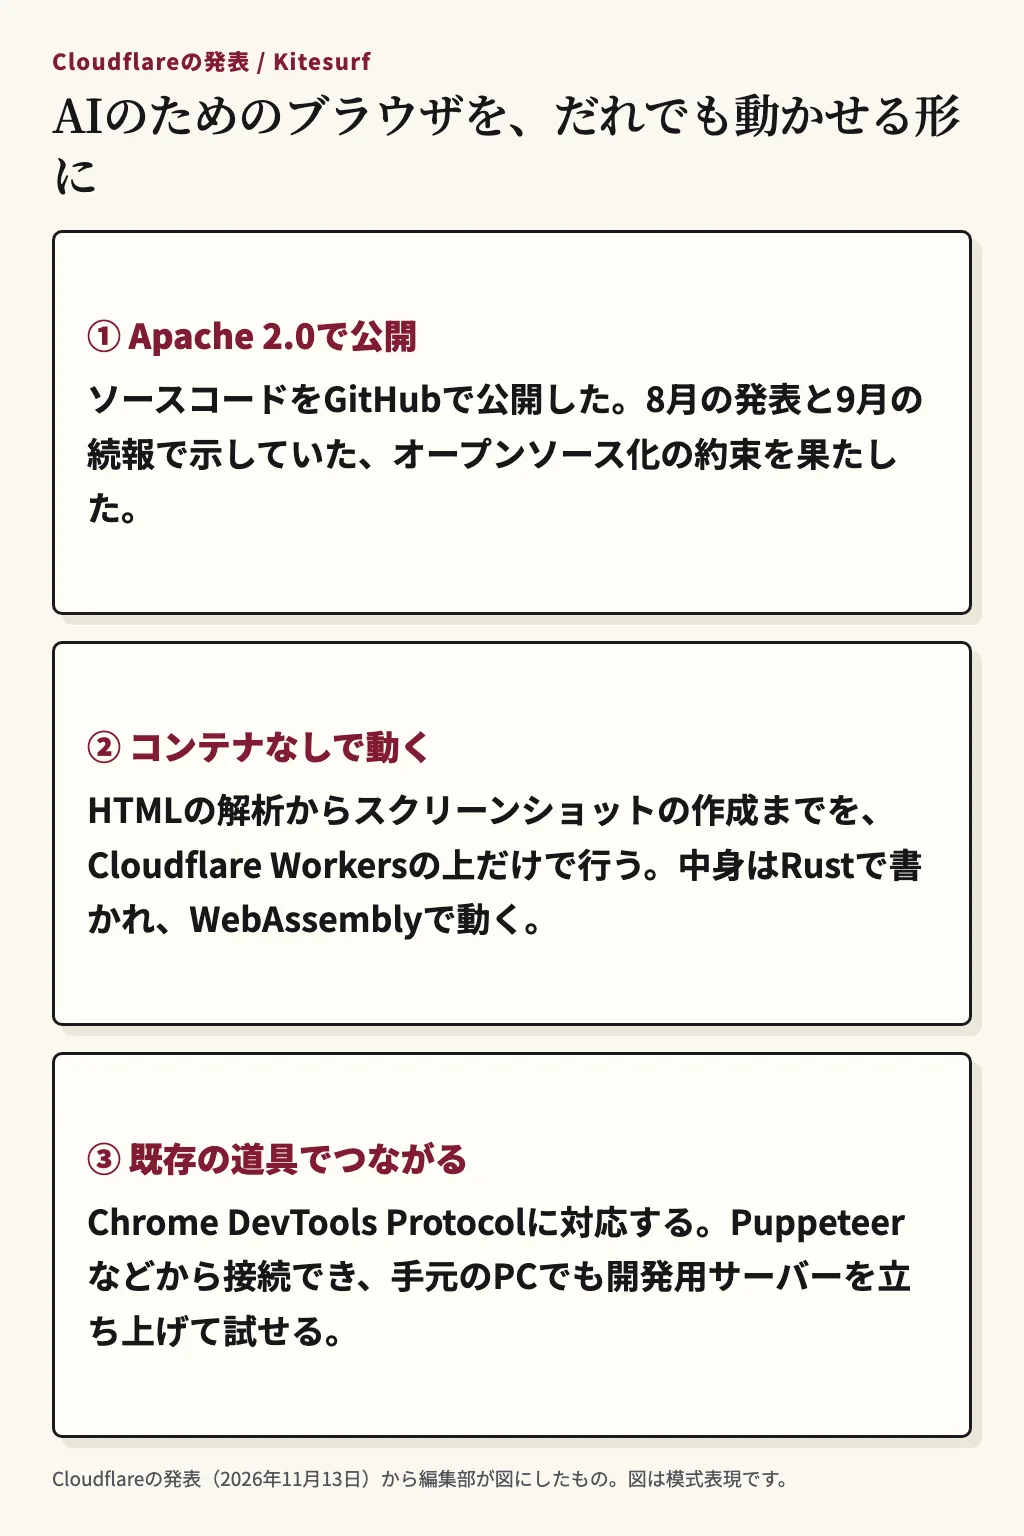 Cloudflareの発表 / Kitesurf
AIのためのブラウザを、だれでも動かせる形
に
① Apache 2.0で公開
ソースコードをGitHubで公開した。8月の発表と9月の
続報で示していた、オープンソース化の約束を果たし
た。
② コンテナなしで動く
HTMLの解析からスクリーンショットの作成までを、
Cloudflare Workersの上だけで行う。中身はRustで書
かれ、WebAssemblyで動く。
③ 既存の道具でつながる
Chrome DevTools Protocolに対応する。Puppeteer
などから接続でき、手元のPCでも開発用サーバーを立
ち上げて試せる。
Cloudflareの発表（2026年11月13日）から編集部が図にしたもの。図は模式表現です。